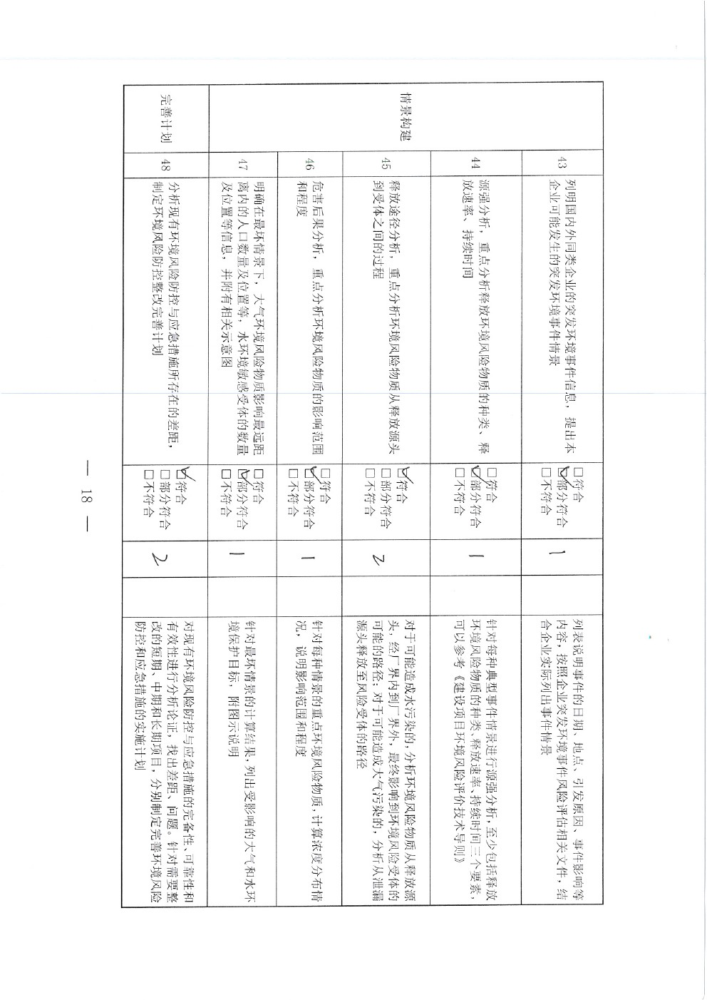 情景构建
43
列明国内外同类企业的突发环境事件信息，提出本
企业可能发生的突发环境事件情景
□符合
☑部分符合
□不符合
1
列表说明事件的日期、地点、引发原因、事件影响等
内容，按照企业突发环境事件风险评估相关文件，结
合企业实际列出事件情景
44
源强分析，重点分析释放环境风险物质的种类、释
放速率、持续时间
□符合
☑部分符合
□不符合
1
针对每种典型事件情景进行源强分析，至少包括释放
环境风险物质的种类、释放速率、持续时间三个要素，
可以参考《建设项目环境风险评价技术导则》
45
释放途径分析，重点分析环境风险物质从释放源头
到受体之间的过程
☑符合
□部分符合
□不符合
2
对于可能造成水污染的，分析环境风险物质从释放源
头，经厂界内到厂界外，最终影响到环境风险受体的
可能的路径；对于可能造成大气污染的，分析从泄漏
源头释放至风险受体的路径
46
危害后果分析，重点分析环境风险物质的影响范围
和程度
□符合
☑部分符合
□不符合
1
针对每种情景的重点环境风险物质，计算浓度分布情
况，说明影响范围和程度
47
明确在最坏情景下，大气环境风险物质影响最远距
离内的人口数量及位置等，水环境敏感受体的数量
及位置等信息，并附有相关示意图
□符合
☑部分符合
□不符合
1
针对最坏情景的计算结果，列出受影响的大气和水环
境保护目标，附图示说明
完善计划
48
分析现有环境风险防控与应急措施所存在的差距，
制定环境风险防控整改完善计划
☑符合
□部分符合
□不符合
2
对现有环境风险防控与应急措施的完备性、可靠性和
有效性进行分析论证，找出差距、问题。针对需要整
改的短期、中期和长期项目，分别制定完善环境风险
防控和应急措施的实施计划
— 18 —